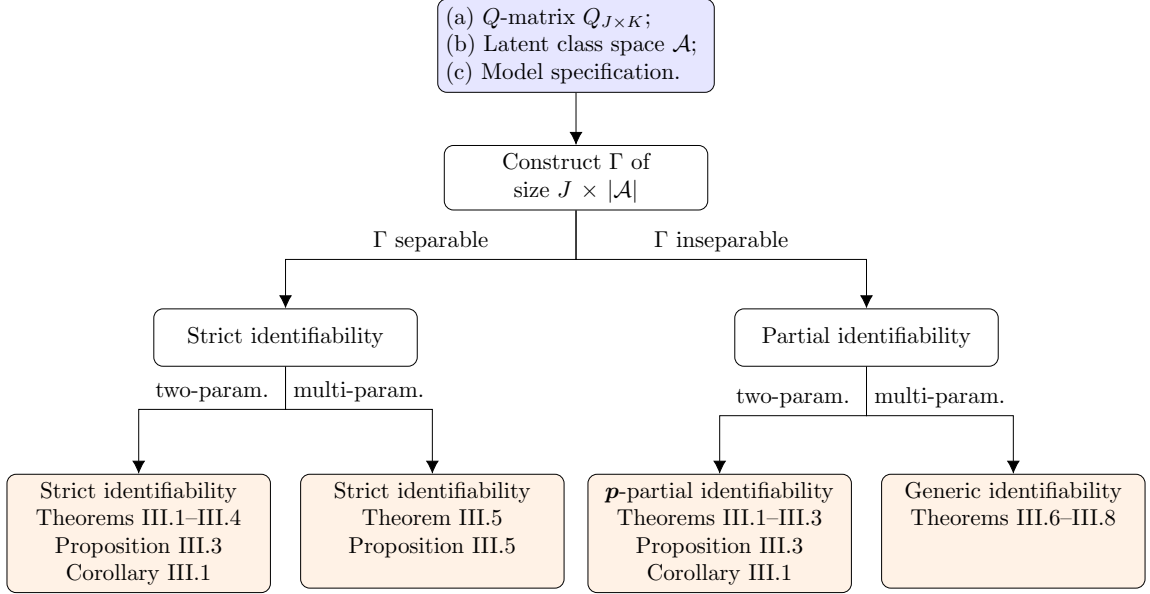 (a) Q-matrix Q_{J×K};
(b) Latent class space 𝒜;
(c) Model specification.
Construct Γ of
size J × |𝒜|
Γ separable
Γ inseparable
Strict identifiability
Partial identifiability
two-param.
multi-param.
two-param.
multi-param.
Strict identifiability
Theorems III.1–III.4
Proposition III.3
Corollary III.1
Strict identifiability
Theorem III.5
Proposition III.5
p-partial identifiability
Theorems III.1–III.3
Proposition III.3
Corollary III.1
Generic identifiability
Theorems III.6–III.8